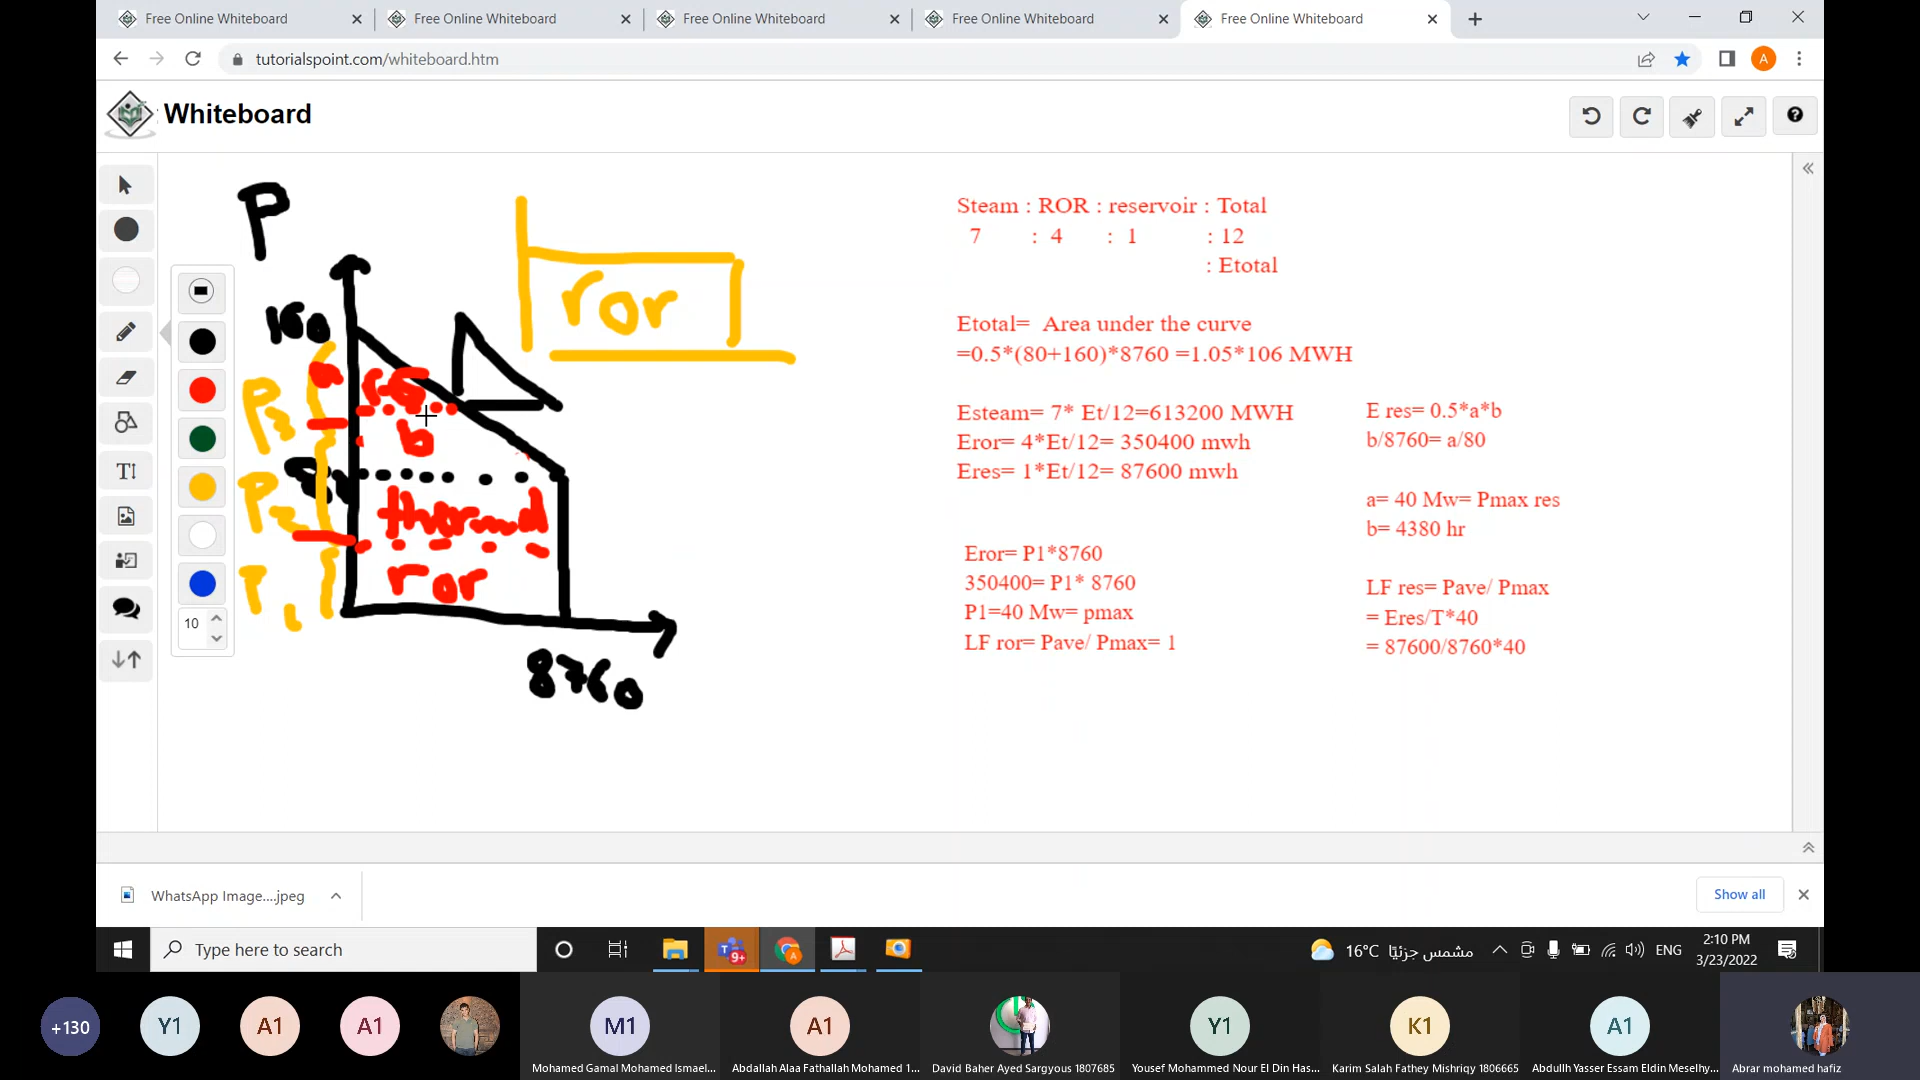 Free Online Whiteboard
Free Online Whiteboard
Free Online Whiteboard
Free Online Whiteboard
Free Online Whiteboard
tutorialspoint.com/whiteboard.htm
A
Whiteboard
P
160
ror
a
res
b
P2
thermal
ror
P1
8760
10
Steam : ROR : reservoir : Total
7 : 4 : 1 : 12
: Etotal
Etotal= Area under the curve
=0.5*(80+160)*8760 =1.05*106 MWH
Esteam= 7* Et/12=613200 MWH
Eror= 4*Et/12= 350400 mwh
Eres= 1*Et/12= 87600 mwh
Eror= P1*8760
350400= P1* 8760
P1=40 Mw= pmax
LF ror= Pave/ Pmax= 1
E res= 0.5*a*b
b/8760= a/80
a= 40 Mw= Pmax res
b= 4380 hr
LF res= Pave/ Pmax
= Eres/T*40
= 87600/8760*40
WhatsApp Image....jpeg
Show all
Type here to search
9+
16°C مشمس جزئيًا
ENG
2:10 PM
3/23/2022
+130
Y1
A1
A1
M1
A1
Y1
K1
A1
Mohamed Gamal Mohamed Ismael...
Abdallah Alaa Fathallah Mohamed 1...
David Baher Ayed Sargyous 1807685
Yousef Mohammed Nour El Din Has...
Karim Salah Fathey Mishriqy 1806665
Abdullh Yasser Essam Eldin Meselhy...
Abrar mohamed hafiz